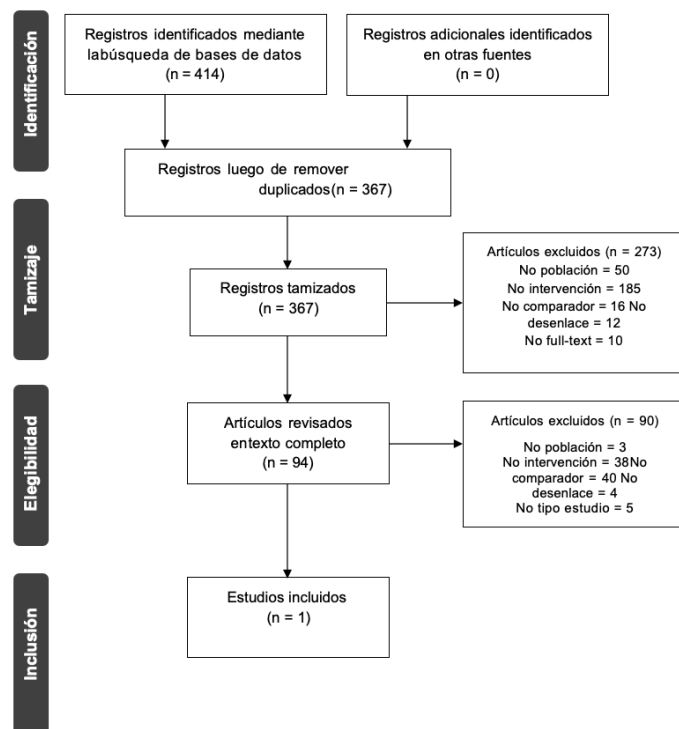 Identificación
Registros identificados mediante
labúsqueda de bases de datos
(n = 414)
Registros adicionales identificados
en otras fuentes
(n = 0)
Registros luego de remover
duplicados(n = 367)
Tamizaje
Registros tamizados
(n = 367)
Artículos excluidos (n = 273)
No población = 50
No intervención = 185
No comparador = 16 No
desenlace = 12
No full-text = 10
Elegibilidad
Artículos revisados
entexto completo
(n = 94)
Artículos excluidos (n = 90)
No población = 3
No intervención = 38No
comparador = 40 No
desenlace = 4
No tipo estudio = 5
Inclusión
Estudios incluidos
(n = 1)